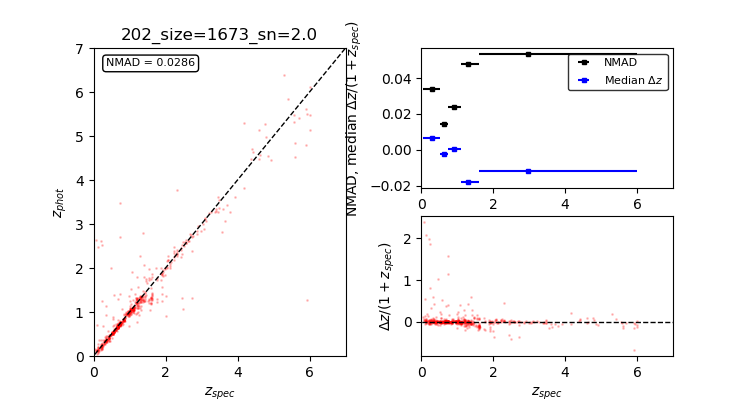 202_size=1673_sn=2.0
NMAD = 0.0286
7
6
5
4
3
2
1
0
z_phot
0 2 4 6
z_spec
NMAD, median Δz/(1 + z_spec)
0.04
0.02
0.00
−0.02
NMAD
Median Δz
0 2 4 6
Δz/(1 + z_spec)
2
1
0
0 2 4 6
z_spec